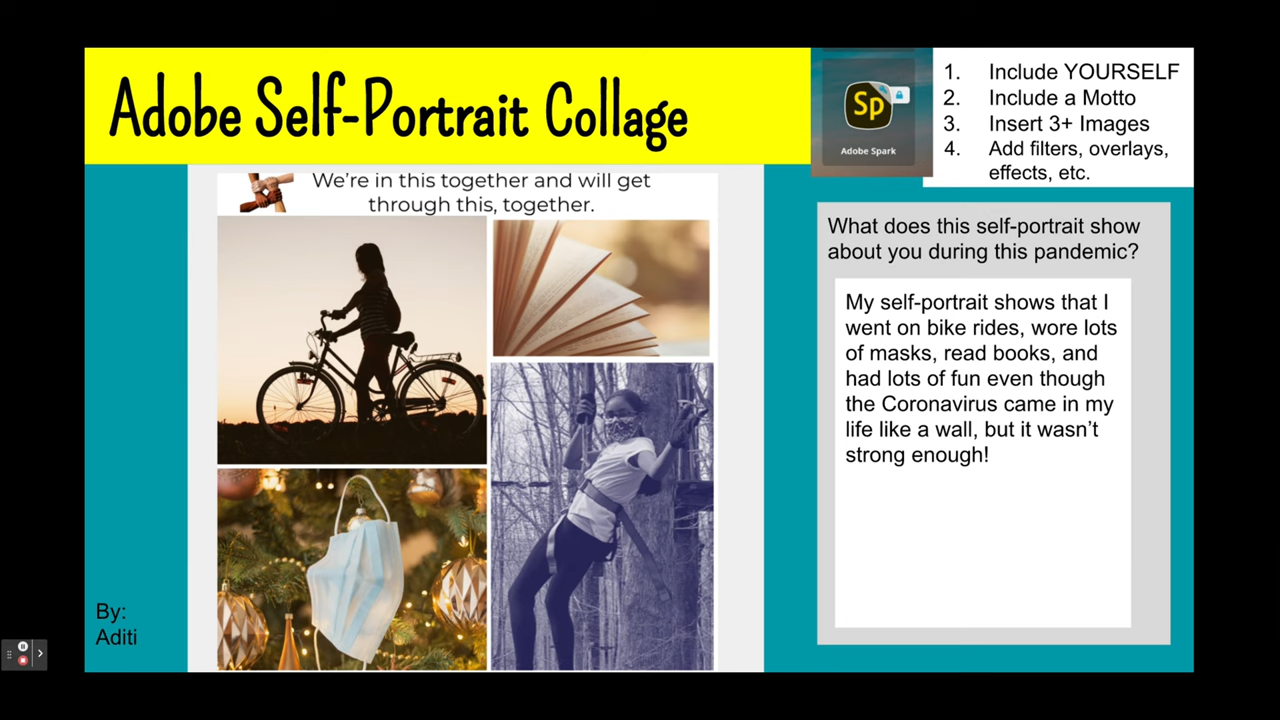 Adobe Self-Portrait Collage
Sp
Adobe Spark
1. Include YOURSELF
2. Include a Motto
3. Insert 3+ Images
4. Add filters, overlays,
effects, etc.
We're in this together and will get
through this, together.
What does this self-portrait show
about you during this pandemic?
My self-portrait shows that I
went on bike rides, wore lots
of masks, read books, and
had lots of fun even though
the Coronavirus came in my
life like a wall, but it wasn't
strong enough!
By:
Aditi